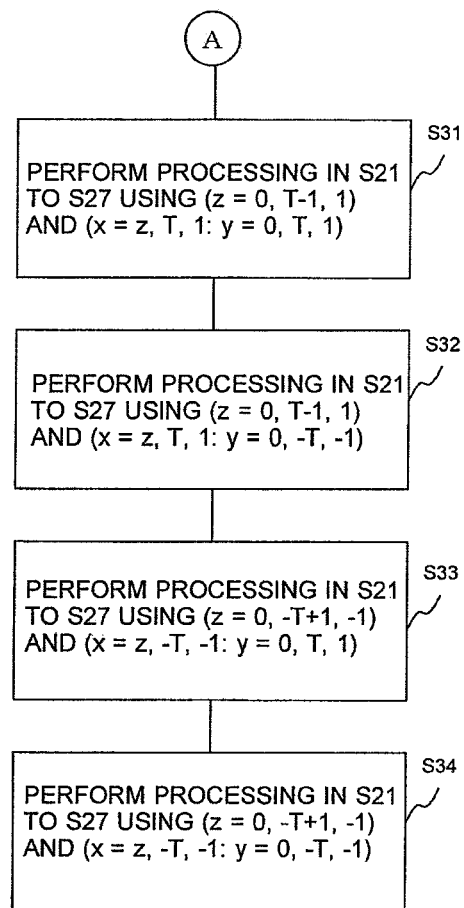 A
S31
PERFORM PROCESSING IN S21
TO S27 USING (z = 0, T-1, 1)
AND (x = z, T, 1: y = 0, T, 1)
S32
PERFORM PROCESSING IN S21
TO S27 USING (z = 0, T-1, 1)
AND (x = z, T, 1: y = 0, -T, -1)
S33
PERFORM PROCESSING IN S21
TO S27 USING (z = 0, -T+1, -1)
AND (x = z, -T, -1: y = 0, T, 1)
S34
PERFORM PROCESSING IN S21
TO S27 USING (z = 0, -T+1, -1)
AND (x = z, -T, -1: y = 0, -T, -1)